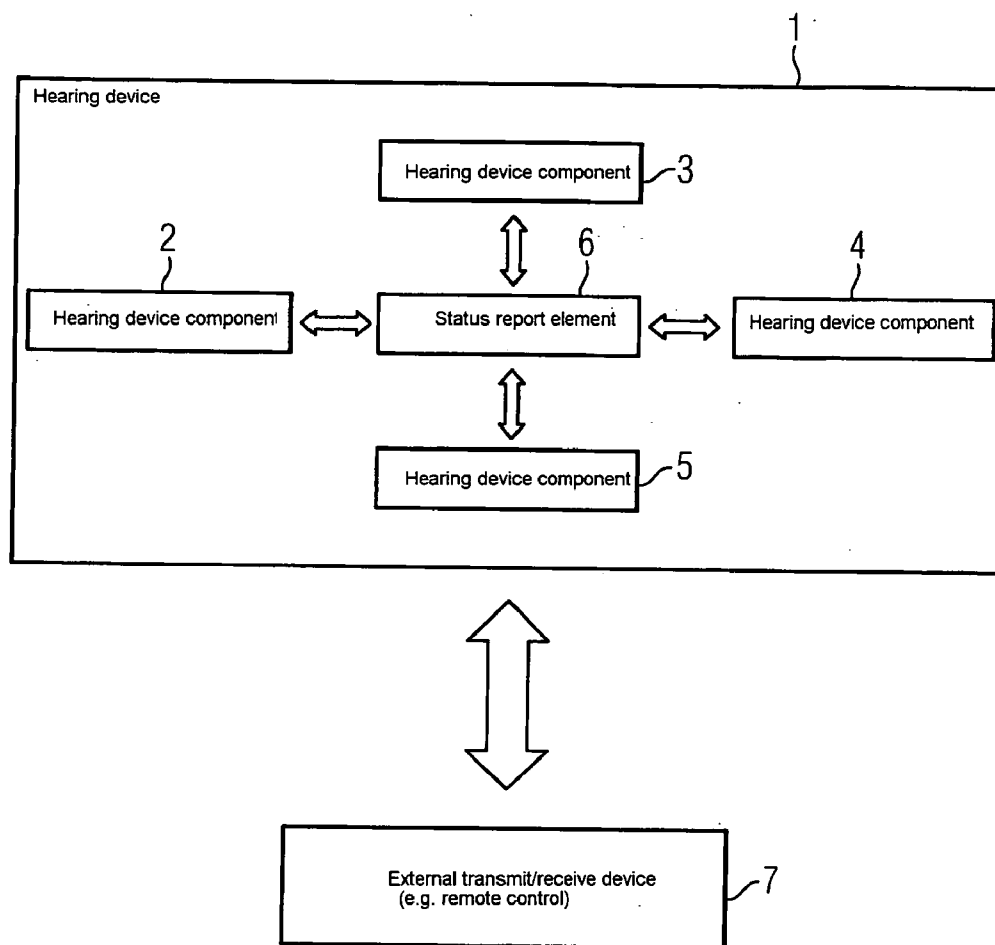 1
Hearing device
Hearing device component
3
2
6
4
Hearing device component
Status report element
Hearing device component
Hearing device component
5
External transmit/receive device
(e.g. remote control)
7